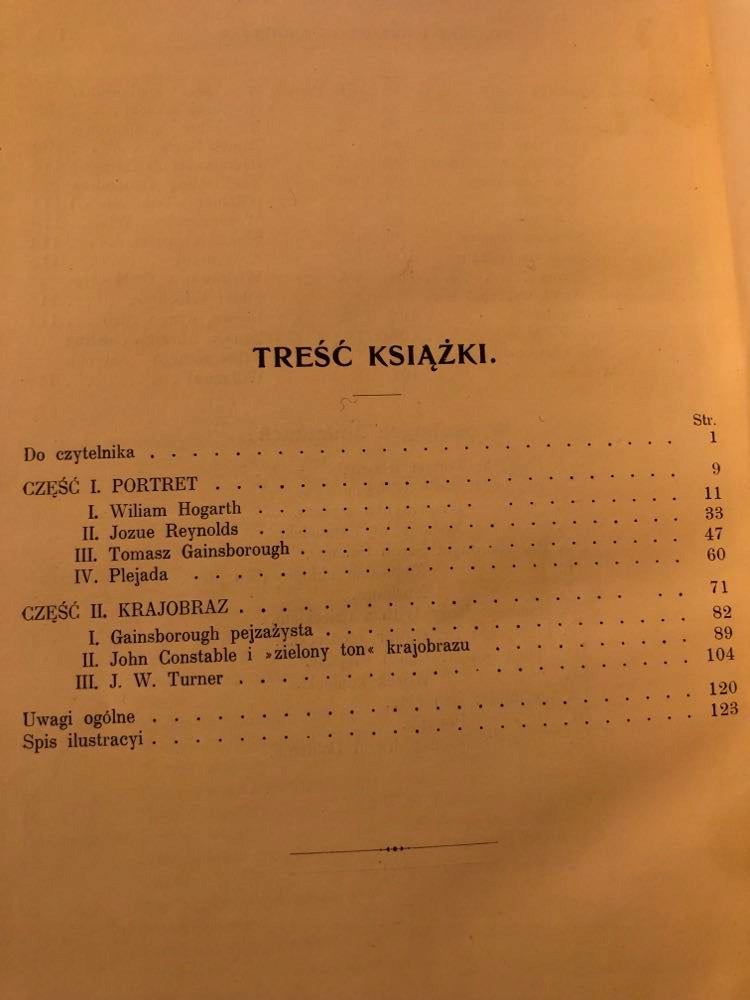 TREŚĆ KSIĄŻKI.
Str.
Do czytelnika . . . . . . . . . . . . . . . . . . . . . . 1
CZĘŚĆ I. PORTRET . . . . . . . . . . . . . . . . . . . 9
I. Wiliam Hogarth . . . . . . . . . . . . . . . . . 11
II. Jozue Reynolds . . . . . . . . . . . . . . . . . 33
III. Tomasz Gainsborough . . . . . . . . . . . . . . . 47
IV. Plejada . . . . . . . . . . . . . . . . . . . . 60
CZĘŚĆ II. KRAJOBRAZ . . . . . . . . . . . . . . . . . . 71
I. Gainsborough pejzażysta . . . . . . . . . . . . . . 82
II. John Constable i »zielony ton« krajobrazu . . . . . . . 89
III. J. W. Turner . . . . . . . . . . . . . . . . . . 104
Uwagi ogólne . . . . . . . . . . . . . . . . . . . . . 120
Spis ilustracyi . . . . . . . . . . . . . . . . . . . . . 123